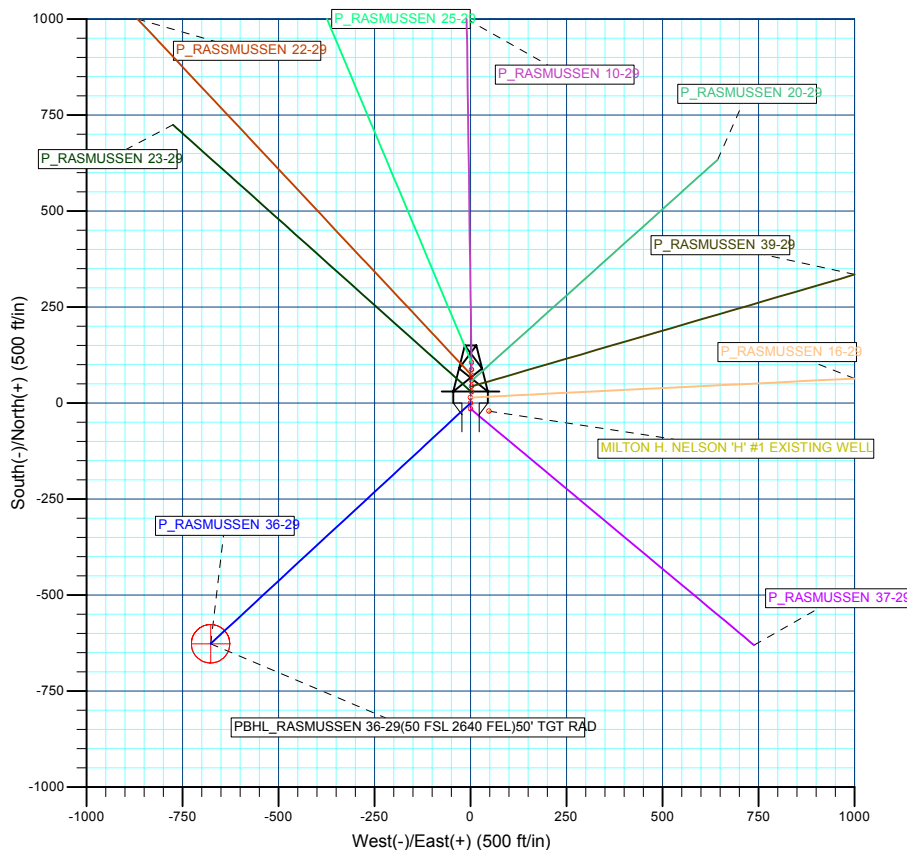 1000
P_RASMUSSEN 25-29
P_RASSMUSSEN 22-29
P_RASMUSSEN 10-29
P_RASMUSSEN 20-29
750
P_RASMUSSEN 23-29
500
P_RASMUSSEN 39-29
250
P_RASMUSSEN 16-29
0
MILTON H. NELSON 'H' #1 EXISTING WELL
-250
P_RASMUSSEN 36-29
-500
P_RASMUSSEN 37-29
-750
PBHL_RASMUSSEN 36-29(50 FSL 2640 FEL)50' TGT RAD
-1000
South(-)/North(+) (500 ft/in)
-1000 -750 -500 -250 0 250 500 750 1000
West(-)/East(+) (500 ft/in)